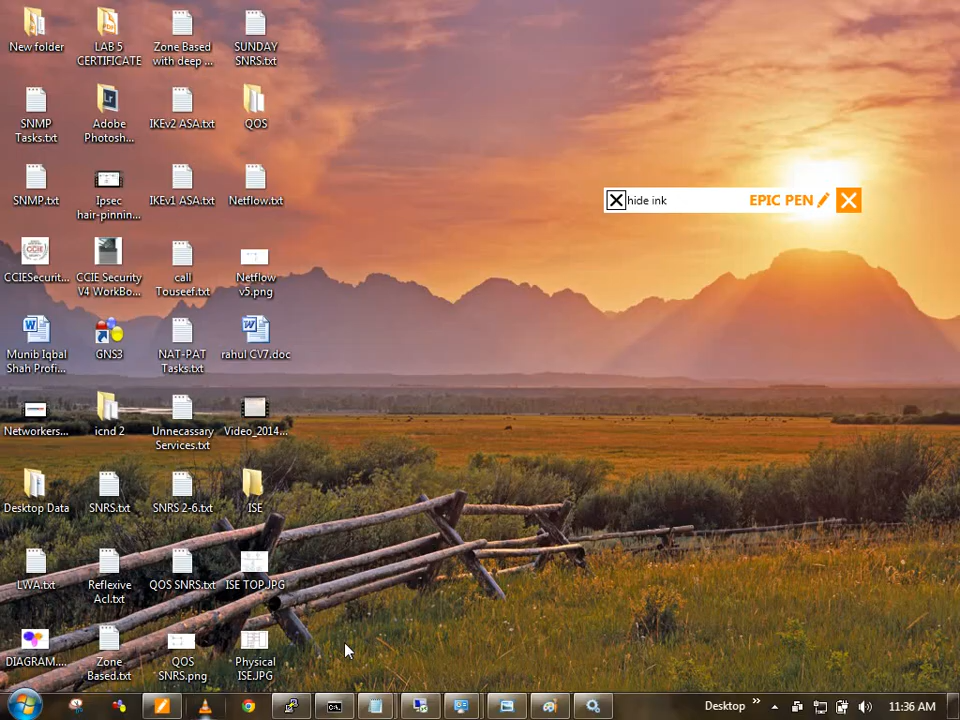 New folder
LAB 5
CERTIFICATE
Zone Based
with deep ...
SUNDAY
SNRS.txt
SNMP
Tasks.txt
Adobe
Photosh...
IKEv2 ASA.txt
QOS
SNMP.txt
Ipsec
hair-pinnin...
IKEv1 ASA.txt
Netflow.txt
CCIESecurit...
CCIE Security
V4 WorkBo...
call
Touseef.txt
Netflow
v5.png
Munib Iqbal
Shah Profi...
GNS3
NAT-PAT
Tasks.txt
rahul CV7.doc
Networkers...
icnd 2
Unnecassary
Services.txt
Video_2014...
Desktop Data
SNRS.txt
SNRS 2-6.txt
ISE
LWA.txt
Reflexive
Acl.txt
QOS SNRS.txt
ISE TOP.JPG
DIAGRAM....
Zone
Based.txt
QOS
SNRS.png
Physical
ISE.JPG
hide ink EPIC PEN
Desktop 11:36 AM